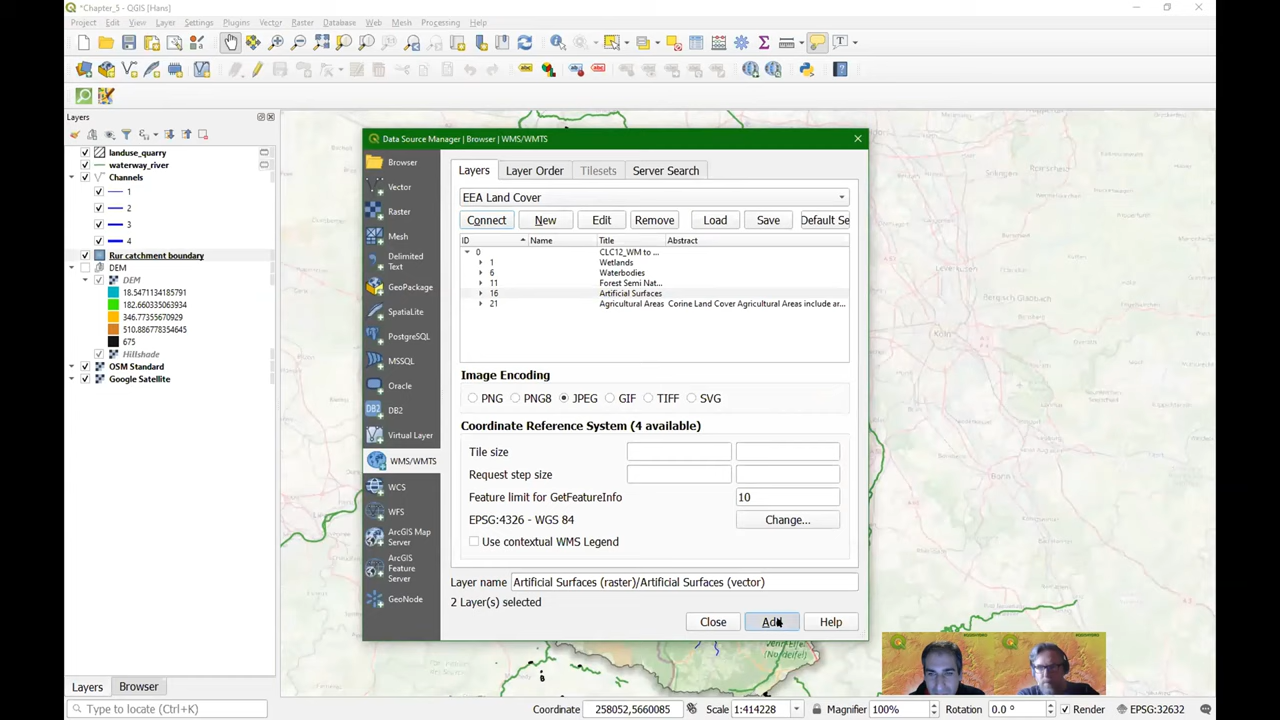 *Chapter_5 - QGIS [Hans]
Project Edit View Layer Settings Plugins Vector Raster Database Web Mesh Processing Help
Layers
landuse_quarry
waterway_river
Channels
1
2
3
4
Rur catchment boundary
DEM
DEM
18.5471134185791
182.660335063934
346.77355670929
510.886778354645
675
Hillshade
OSM Standard
Google Satellite
Layers Browser
Data Source Manager | Browser | WMS/WMTS
Browser
Vector
Raster
Mesh
Delimited
Text
GeoPackage
SpatiaLite
PostgreSQL
MSSQL
Oracle
DB2
Virtual Layer
WMS/WMTS
WCS
WFS
ArcGIS Map
Server
ArcGIS
Feature
Server
GeoNode
Layers Layer Order Tilesets Server Search
EEA Land Cover
Connect New Edit Remove Load Save Default Se
ID Name Title Abstract
0 CLC12_WM to ...
1 Wetlands
6 Waterbodies
11 Forest Semi Nat...
16 Artificial Surfaces
21 Agricultural Areas Corine Land Cover Agricultural Areas include ar...
Image Encoding
PNG PNG8 JPEG GIF TIFF SVG
Coordinate Reference System (4 available)
Tile size
Request step size
Feature limit for GetFeatureInfo 10
EPSG:4326 - WGS 84 Change...
Use contextual WMS Legend
Layer name Artificial Surfaces (raster)/Artificial Surfaces (vector)
2 Layer(s) selected
Close Add Help
Köln
(Nordeifel)
Type to locate (Ctrl+K) Coordinate 258052,5660085 Scale 1:414228 Magnifier 100% Rotation 0.0 ° Render EPSG:32632